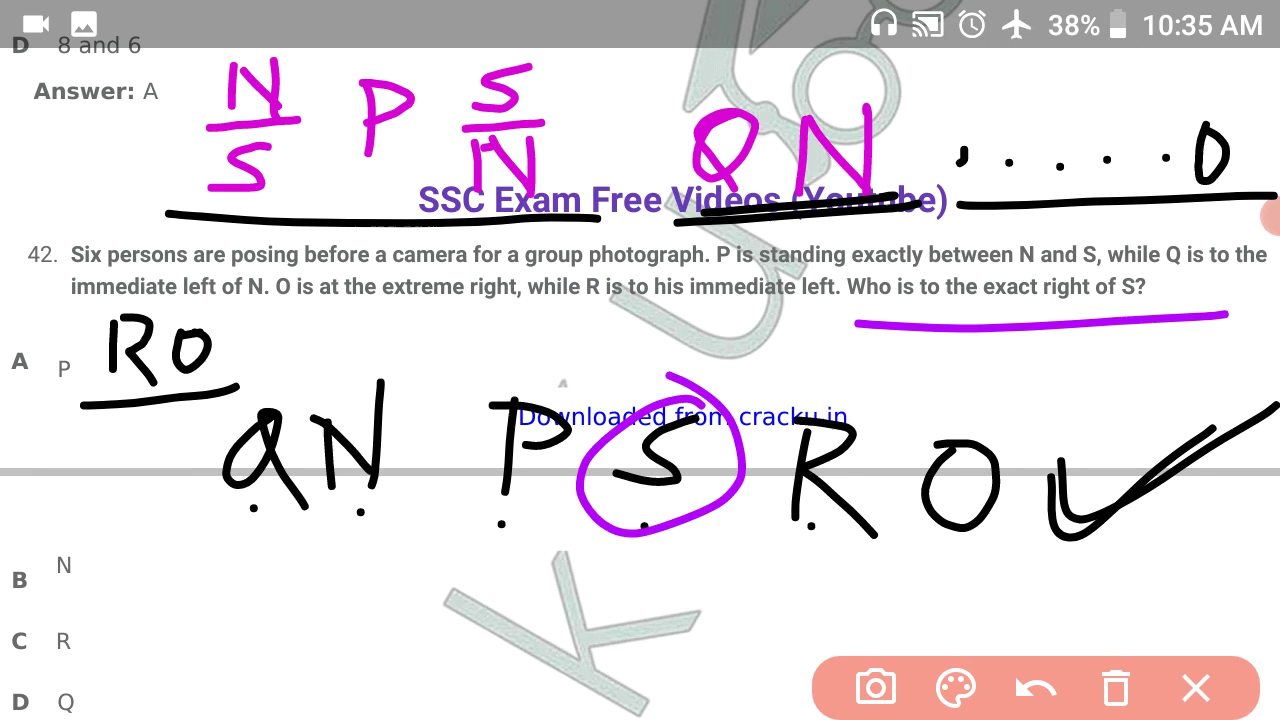 38% 10:35 AM
D 8 and 6
Answer: A
N P S Q N , . . . . O
S N
SSC Exam Free Videos (Youtube)
42. Six persons are posing before a camera for a group photograph. P is standing exactly between N and S, while Q is to the
immediate left of N. O is at the extreme right, while R is to his immediate left. Who is to the exact right of S?
R O
A P
Downloaded from cracku.in
Q N P S R O
B N
C R
D Q